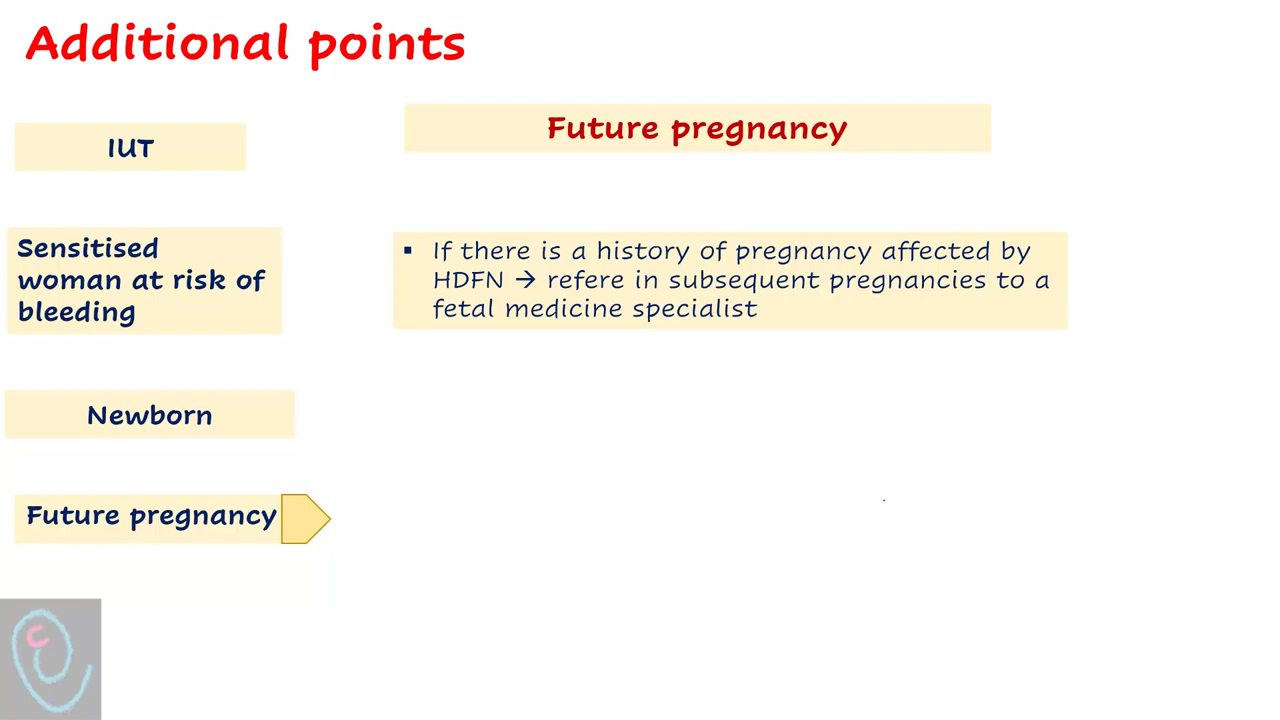 Additional points
IUT
Sensitised
woman at risk of
bleeding
Newborn
Future pregnancy
Future pregnancy
▪ If there is a history of pregnancy affected by
HDFN → refere in subsequent pregnancies to a
fetal medicine specialist